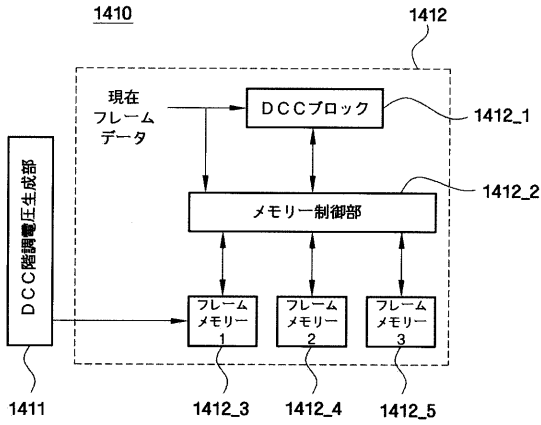 1410
1412
現在
フレーム
データ
DCCブロック
1412_1
1412_2
メモリー制御部
DCC階調電圧生成部
フレーム
メモリー
1
フレーム
メモリー
2
フレーム
メモリー
3
1411
1412_3
1412_4
1412_5